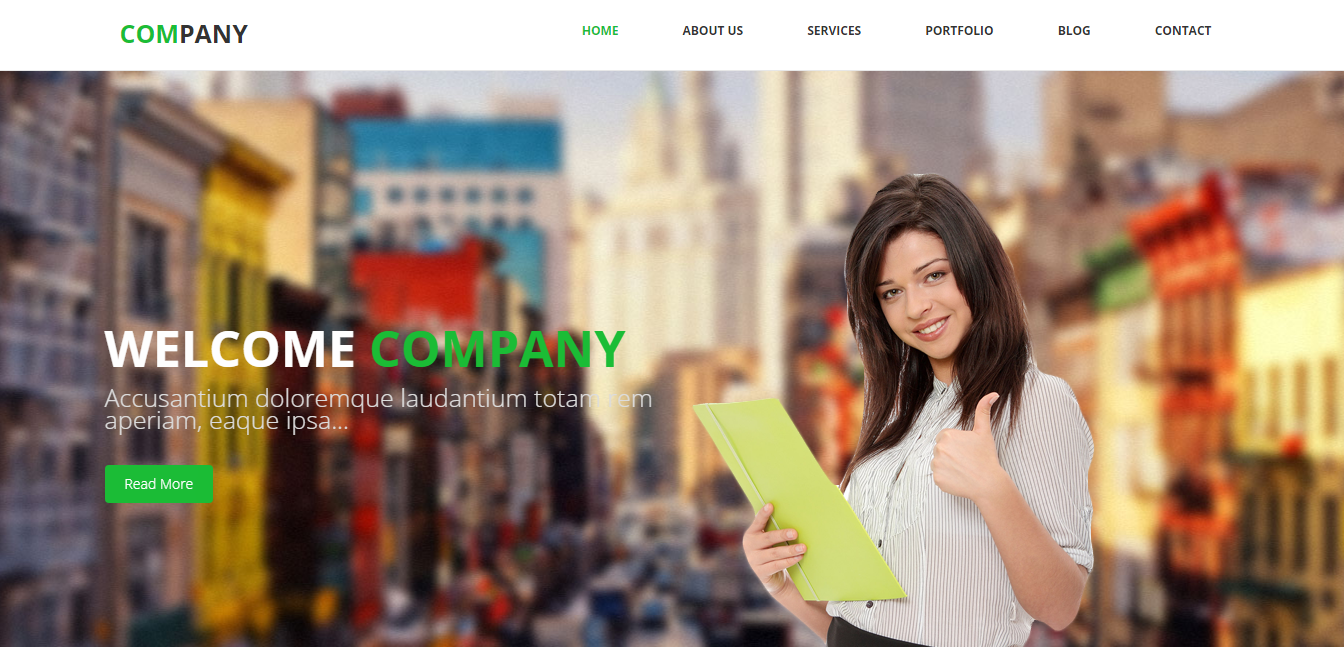 COMPANY
HOME
ABOUT US
SERVICES
PORTFOLIO
BLOG
CONTACT
WELCOME COMPANY
Accusantium doloremque laudantium totam rem
aperiam, eaque ipsa...
Read More